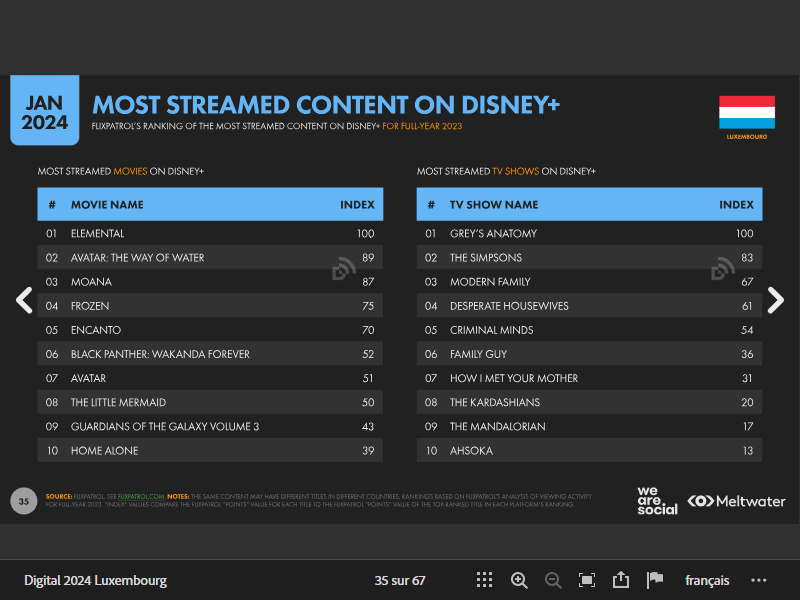 JAN
2024
MOST STREAMED CONTENT ON DISNEY+
FLIXPATROL'S RANKING OF THE MOST STREAMED CONTENT ON DISNEY+ FOR FULL-YEAR 2023
LUXEMBOURG
MOST STREAMED MOVIES ON DISNEY+
# MOVIE NAME INDEX
01 ELEMENTAL 100
02 AVATAR: THE WAY OF WATER 89
03 MOANA 87
04 FROZEN 75
05 ENCANTO 70
06 BLACK PANTHER: WAKANDA FOREVER 52
07 AVATAR 51
08 THE LITTLE MERMAID 50
09 GUARDIANS OF THE GALAXY VOLUME 3 43
10 HOME ALONE 39
MOST STREAMED TV SHOWS ON DISNEY+
# TV SHOW NAME INDEX
01 GREY'S ANATOMY 100
02 THE SIMPSONS 83
03 MODERN FAMILY 67
04 DESPERATE HOUSEWIVES 61
05 CRIMINAL MINDS 54
06 FAMILY GUY 36
07 HOW I MET YOUR MOTHER 31
08 THE KARDASHIANS 20
09 THE MANDALORIAN 17
10 AHSOKA 13
35
SOURCE: FLIXPATROL. SEE FLIXPATROL.COM. NOTES: THE SAME CONTENT MAY HAVE DIFFERENT TITLES IN DIFFERENT COUNTRIES. RANKINGS BASED ON FLIXPATROL'S ANALYSIS OF VIEWING ACTIVITY
FOR FULL-YEAR 2023. "INDEX" VALUES COMPARE THE FLIXPATROL "POINTS" VALUE FOR EACH TITLE TO THE FLIXPATROL "POINTS" VALUE OF THE TOP-RANKED TITLE IN EACH PLATFORM'S RANKING.
we
are
social
Meltwater
Digital 2024 Luxembourg
35 sur 67
français